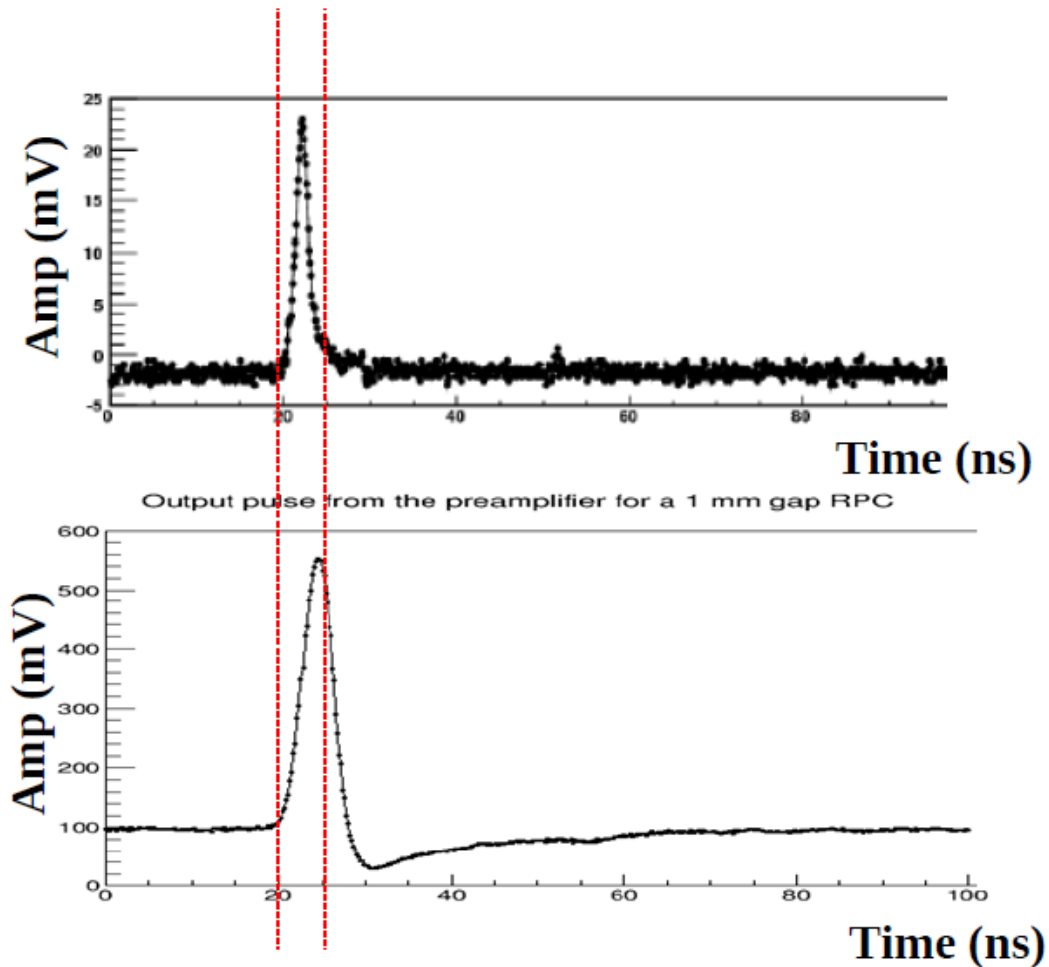 Amp (mV)
25
20
15
10
5
0
-5
0 20 40 60 80
Time (ns)
Output pulse from the preamplifier for a 1 mm gap RPC
Amp (mV)
600
500
400
300
200
100
0
0 20 40 60 80 100
Time (ns)